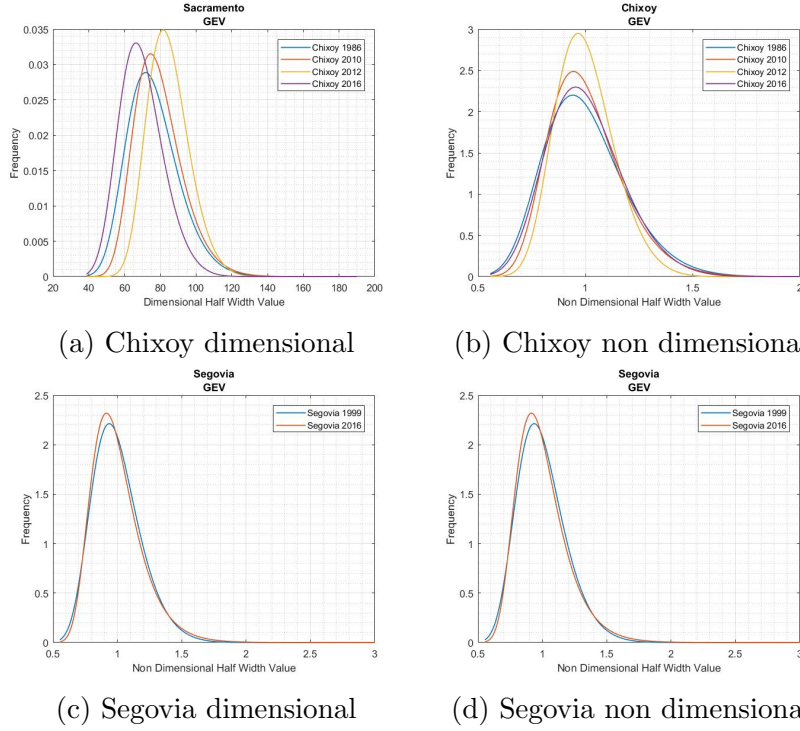 Sacramento
GEV
Chixoy 1986
Chixoy 2010
Chixoy 2012
Chixoy 2016
Frequency
0.035
0.03
0.025
0.02
0.015
0.01
0.005
0
20 40 60 80 100 120 140 160 180 200
Dimensional Half Width Value
(a) Chixoy dimensional
Chixoy
GEV
Chixoy 1986
Chixoy 2010
Chixoy 2012
Chixoy 2016
Frequency
3
2.5
2
1.5
1
0.5
0
0.5 1 1.5 2
Non Dimensional Half Width Value
(b) Chixoy non dimensiona
Segovia
GEV
Segovia 1999
Segovia 2016
Frequency
2.5
2
1.5
1
0.5
0
0.5 1 1.5 2 2.5 3
Non Dimensional Half Width Value
(c) Segovia dimensional
Segovia
GEV
Segovia 1999
Segovia 2016
Frequency
2.5
2
1.5
1
0.5
0
0.5 1 1.5 2 2.5 3
Non Dimensional Half Width Value
(d) Segovia non dimensiona